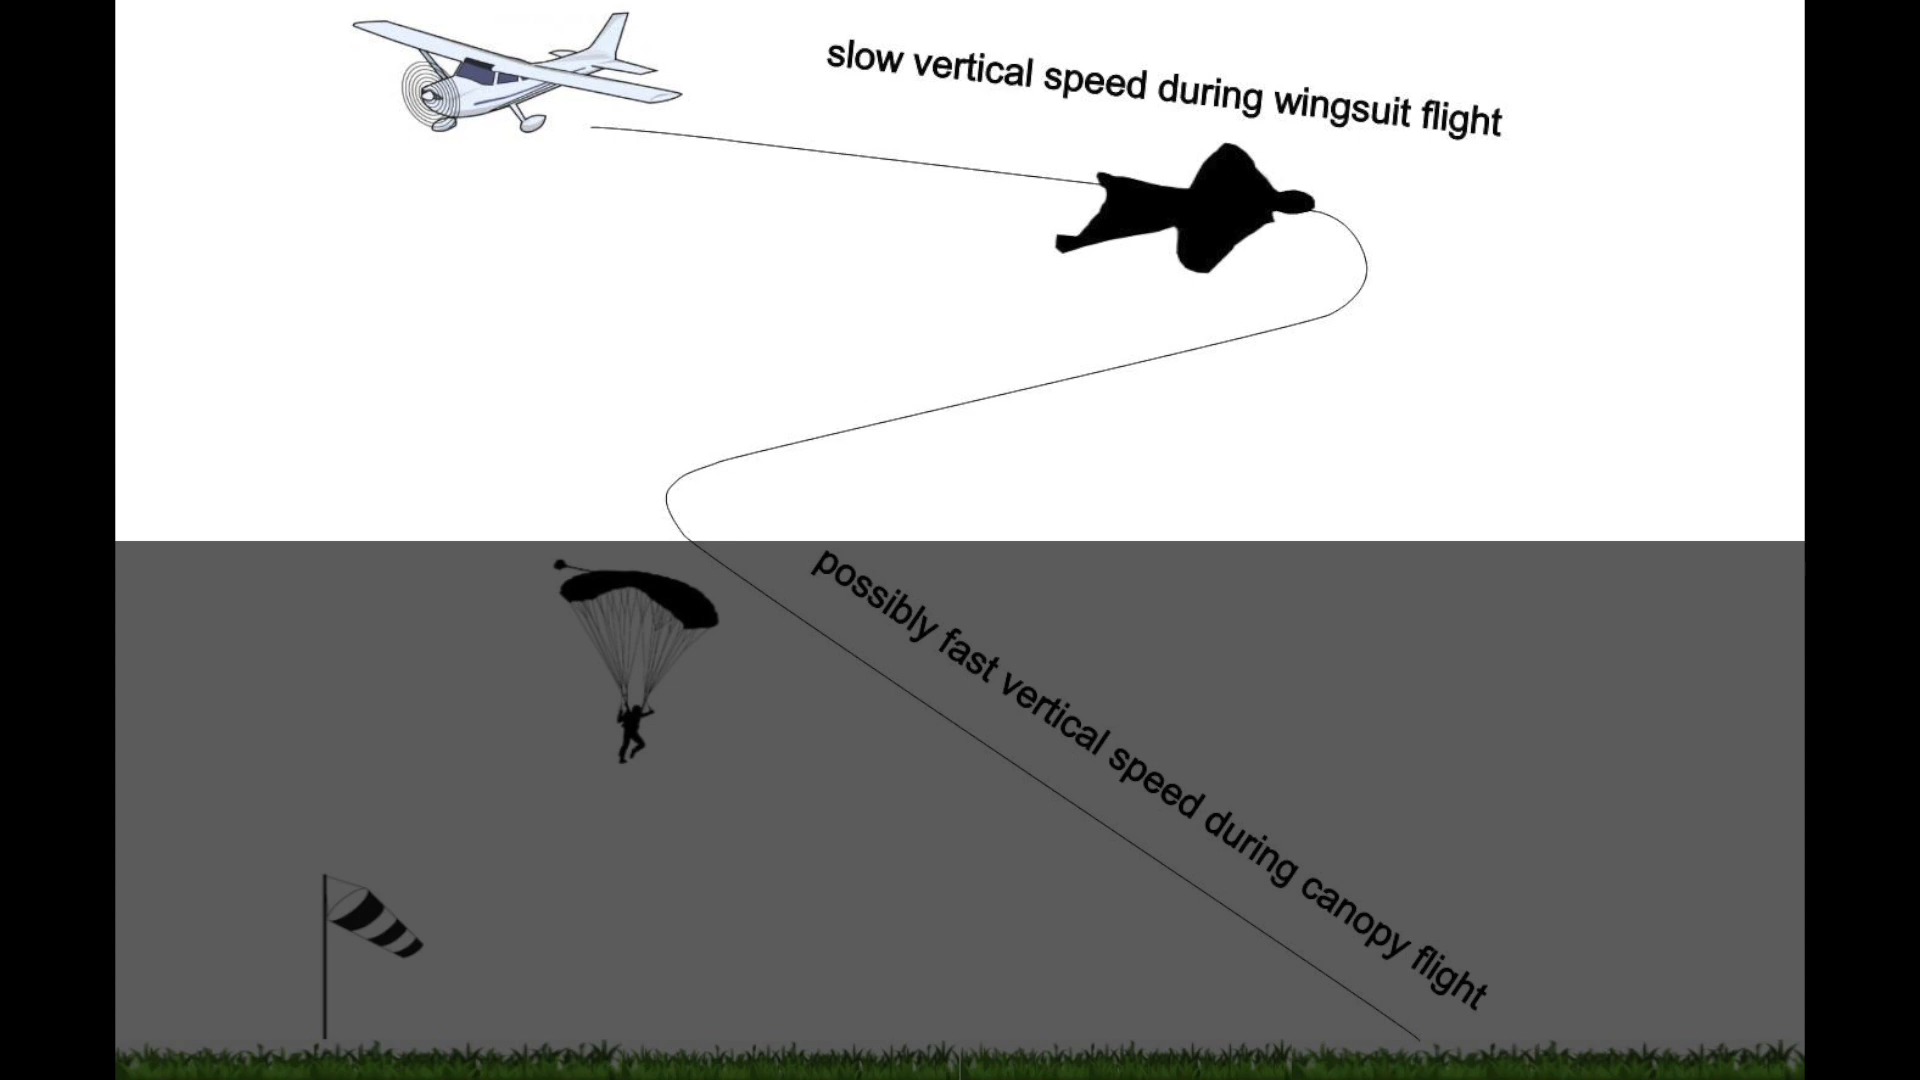 slow vertical speed during wingsuit flight
possibly fast vertical speed during canopy flight